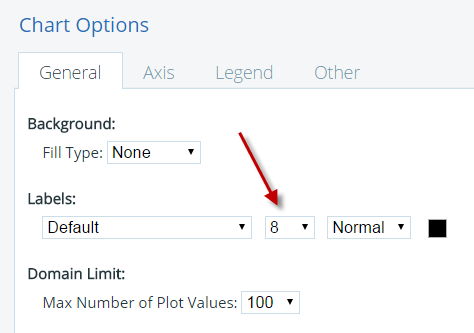 Chart Options
General Axis Legend Other
Background:
Fill Type: None
Labels:
Default 8 Normal
Domain Limit:
Max Number of Plot Values: 100